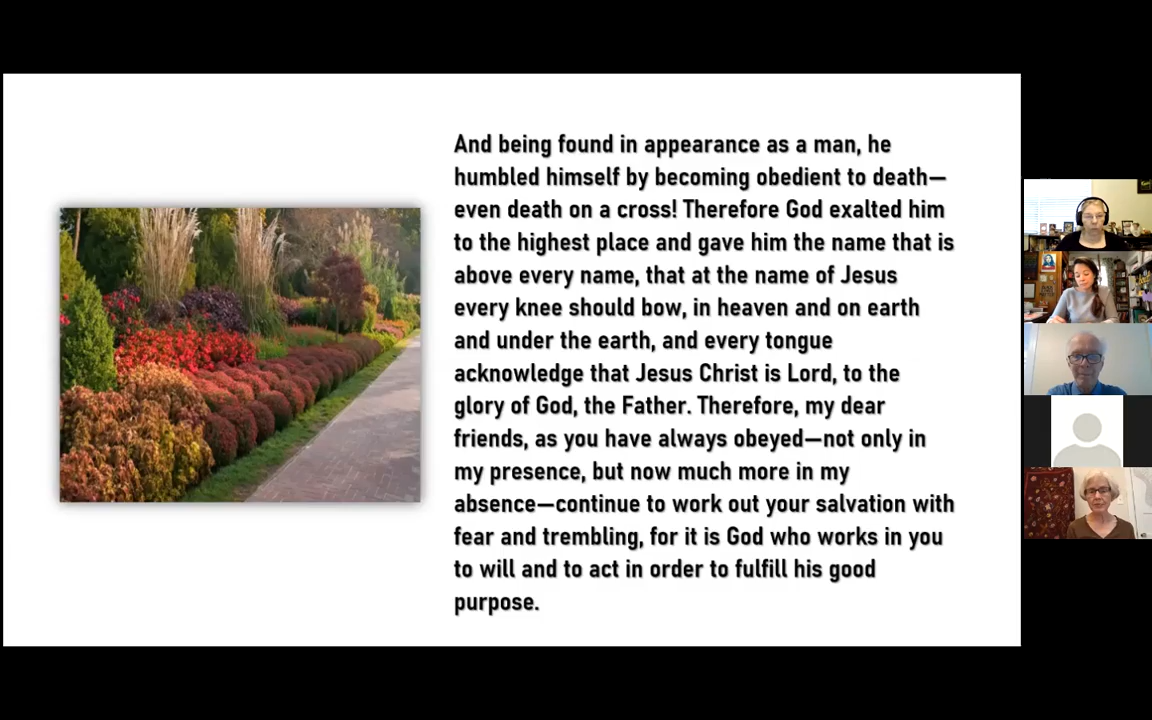 And being found in appearance as a man, he
humbled himself by becoming obedient to death—
even death on a cross! Therefore God exalted him
to the highest place and gave him the name that is
above every name, that at the name of Jesus
every knee should bow, in heaven and on earth
and under the earth, and every tongue
acknowledge that Jesus Christ is Lord, to the
glory of God, the Father. Therefore, my dear
friends, as you have always obeyed—not only in
my presence, but now much more in my
absence—continue to work out your salvation with
fear and trembling, for it is God who works in you
to will and to act in order to fulfill his good
purpose.